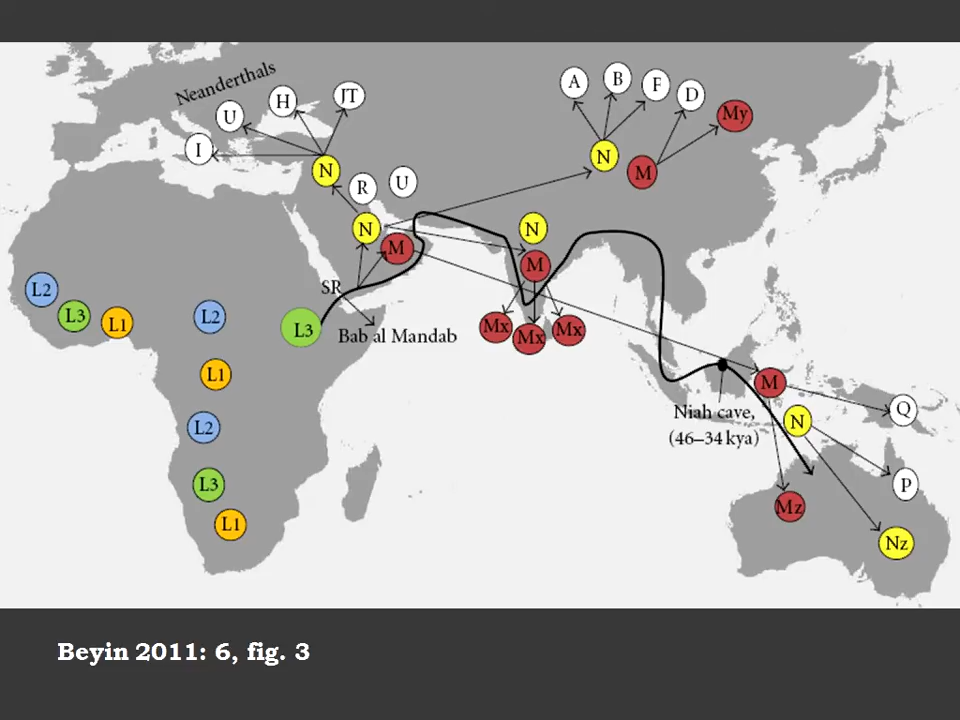 Neanderthals
A
B
F
D
My
JT
H
U
I
N
R
U
N
M
N
M
N
M
Mx
Mx
Mx
SR
Bab al Mandab
L2
L3
L1
L2
L3
L1
L2
L3
L1
Niah cave,
(46–34 kya)
M
N
Q
P
Mz
Nz
Beyin 2011: 6, fig. 3